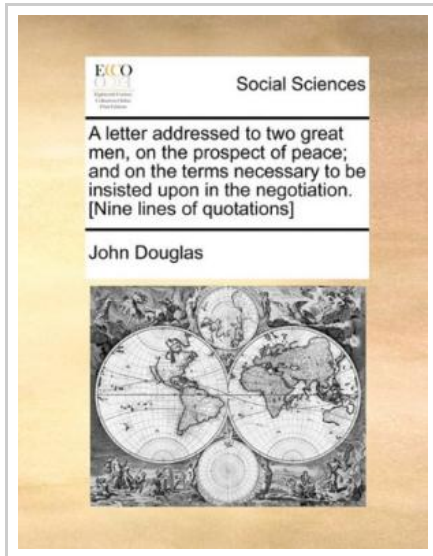 ECCO
Social Sciences
A letter addressed to two great
men, on the prospect of peace;
and on the terms necessary to be
insisted upon in the negotiation.
[Nine lines of quotations]
John Douglas